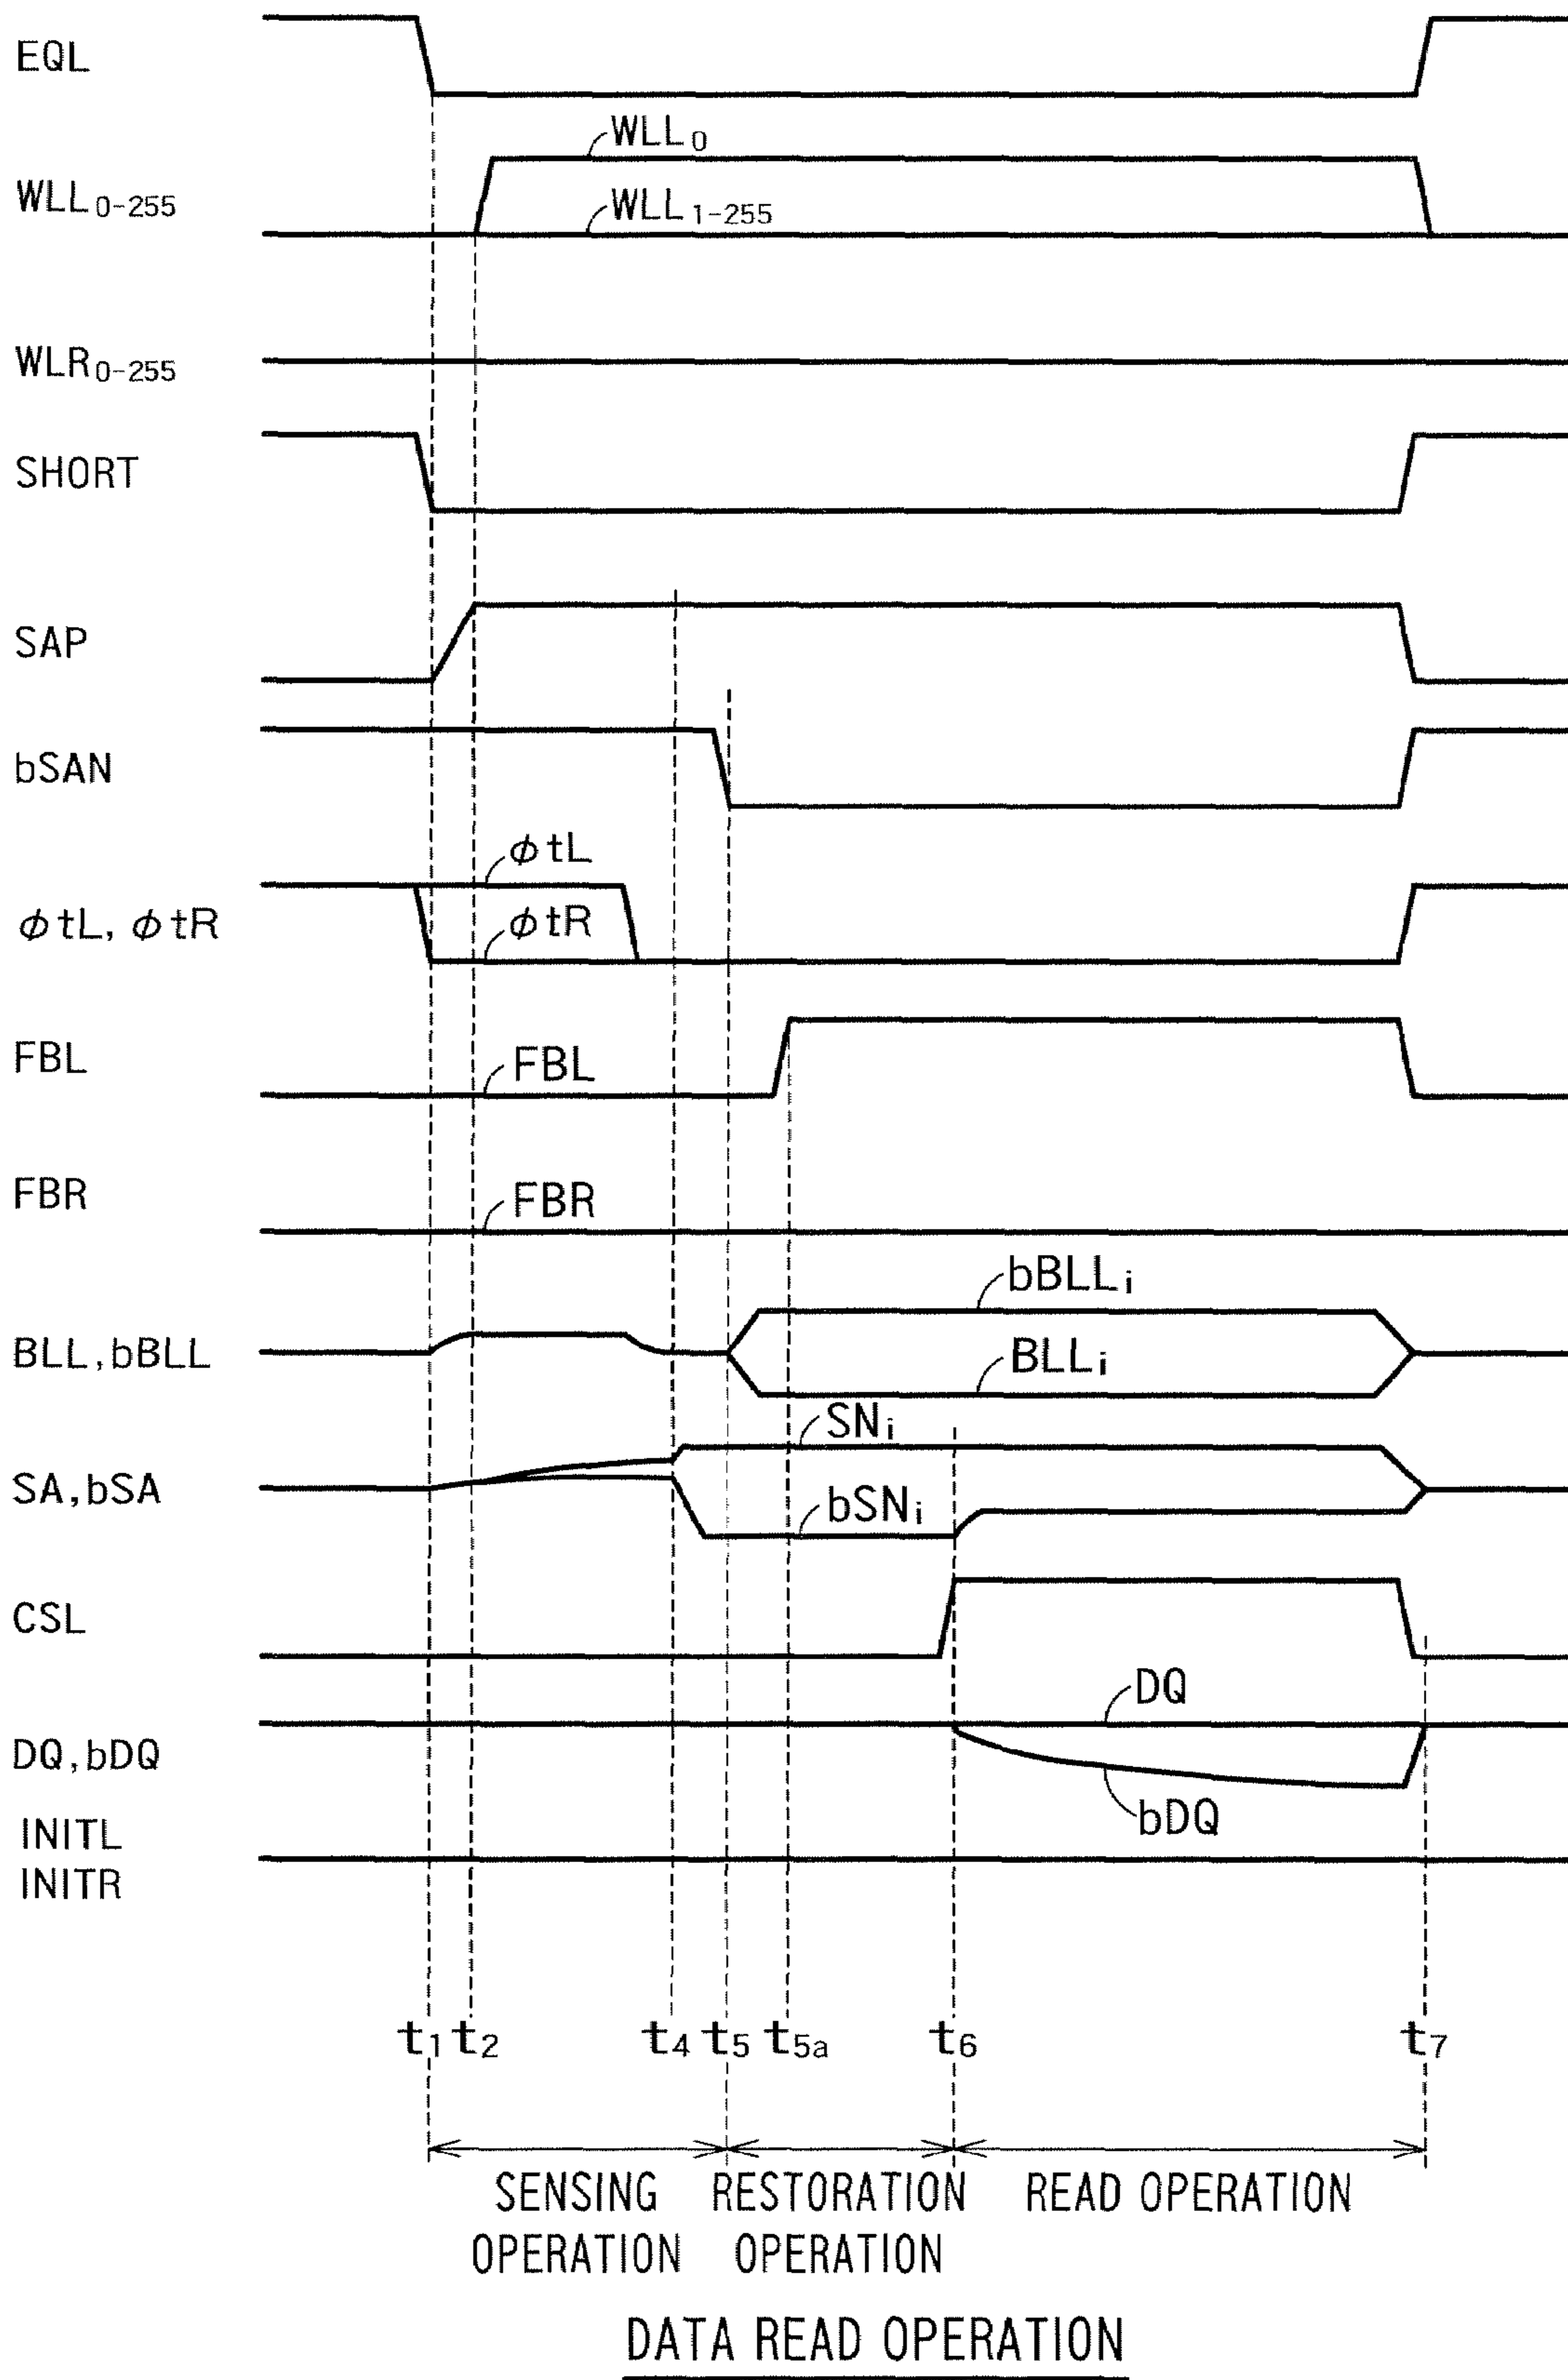 EQL
WLL₀
WLL₀₋₂₅₅
WLL₁₋₂₅₅
WLR₀₋₂₅₅
SHORT
SAP
bSAN
φtL
φtL, φtR
φtR
FBL
FBL
FBR
FBR
bBLLᵢ
BLL,bBLL
BLLᵢ
SNᵢ
SA,bSA
bSNᵢ
CSL
DQ
DQ,bDQ
bDQ
INITL
INITR
t₁ t₂ t₄ t₅ t₅ₐ t₆ t₇
SENSING OPERATION
RESTORATION OPERATION
READ OPERATION
DATA READ OPERATION